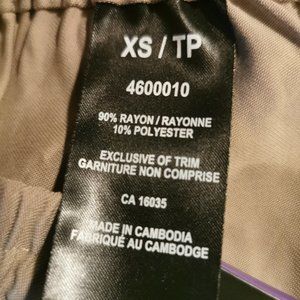 XS / TP
4600010
90% RAYON / RAYONNE
10% POLYESTER
EXCLUSIVE OF TRIM
GARNITURE NON COMPRISE
CA 16035
MADE IN CAMBODIA
FABRIQUÉ AU CAMBODGE